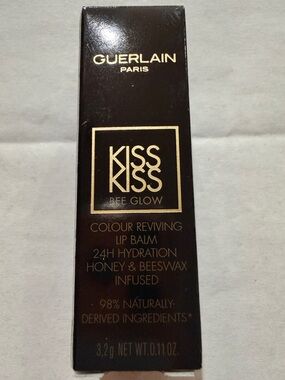 GUERLAIN
PARIS
KISS
KISS
BEE GLOW
COLOUR REVIVING
LIP BALM
24H HYDRATION
HONEY & BEESWAX
INFUSED
98% NATURALLY-
DERIVED INGREDIENTS*
3.2g NET WT.0.11 OZ.